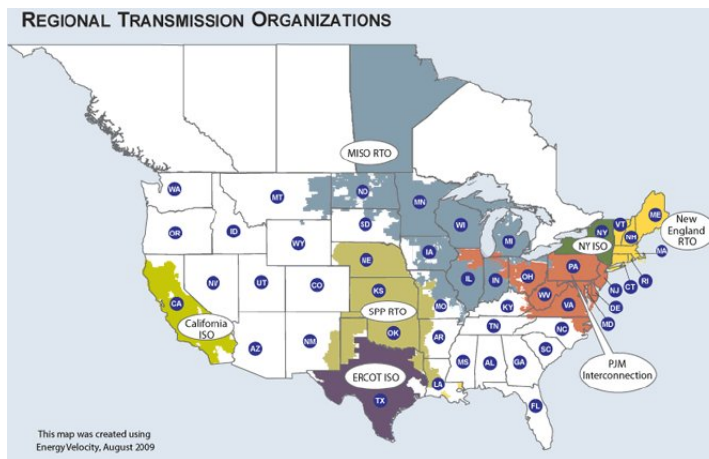 REGIONAL TRANSMISSION ORGANIZATIONS
MISO RTO
WA
MT
ND
MN
ME
New
England
RTO
VT
NH
NY
NY ISO
MA
OR
ID
SD
WI
MI
WY
IA
NE
IL
IN
OH
PA
RI
CT
NJ
DE
MD
NV
UT
CO
KS
MO
KY
WV
VA
CA
California
ISO
SPP RTO
OK
AR
TN
NC
PJM
Interconnection
AZ
NM
MS
AL
GA
SC
ERCOT ISO
TX
LA
FL
This map was created using
EnergyVelocity, August 2009